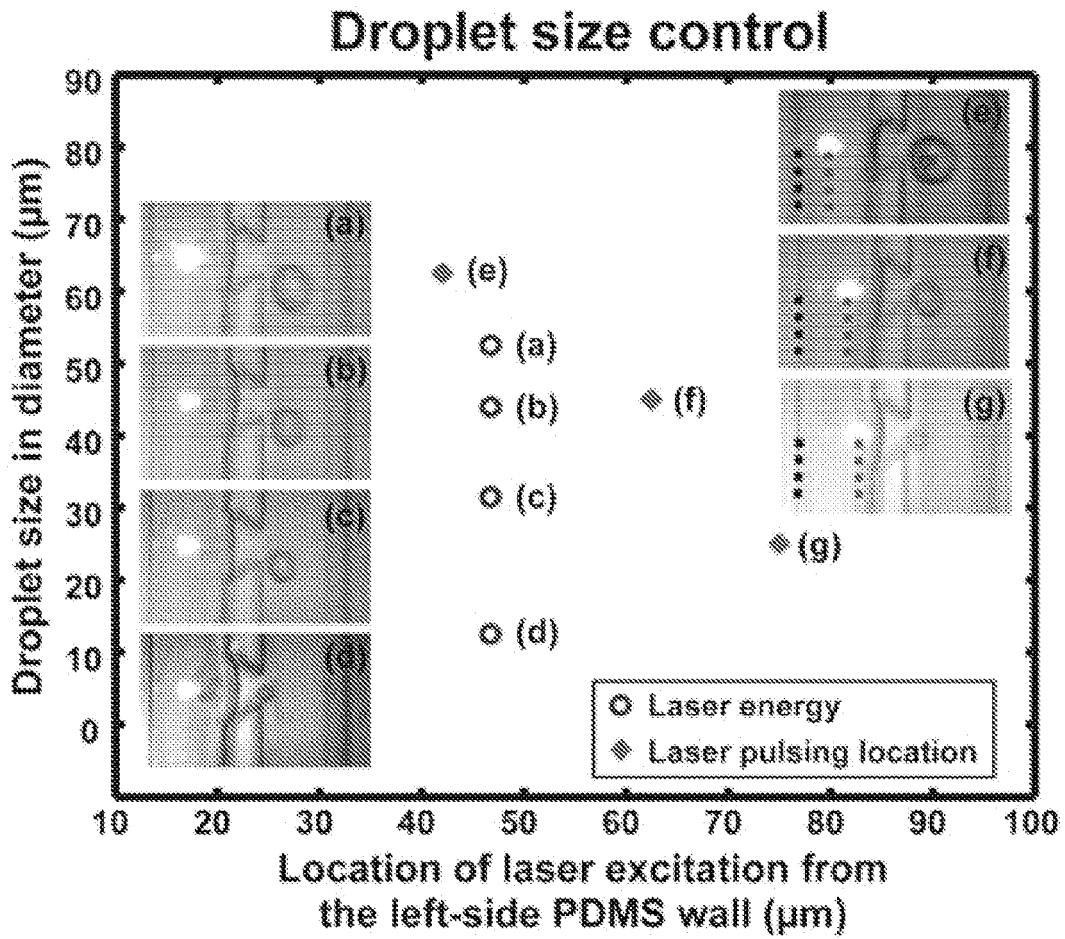 Droplet size control
Droplet size in diameter (μm)
90
80
70
60
50
40
30
20
10
0
(a)
(b)
(c)
(d)
(e)
(f)
(g)
(e)
(a)
(b)
(f)
(c)
(g)
(d)
Laser energy
Laser pulsing location
10 20 30 40 50 60 70 80 90 100
Location of laser excitation from
the left-side PDMS wall (μm)